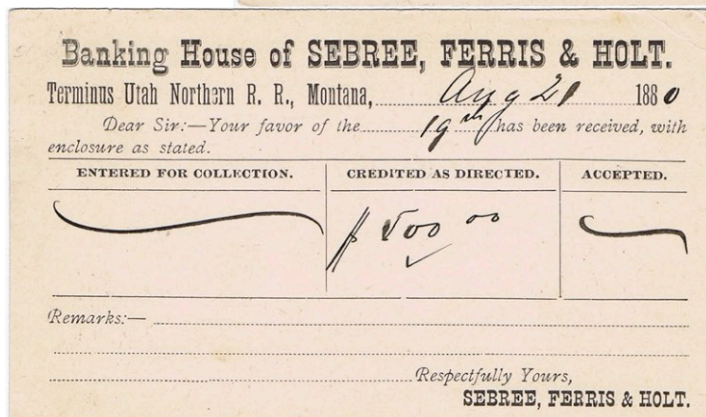 Banking House of SEBREE, FERRIS & HOLT.
Terminus Utah Northern R. R., Montana, Aug 21 1880
Dear Sir:—Your favor of the 19th has been received, with
enclosure as stated.
ENTERED FOR COLLECTION. CREDITED AS DIRECTED. ACCEPTED.
$ 500 00
Remarks:—
Respectfully Yours,
SEBREE, FERRIS & HOLT.